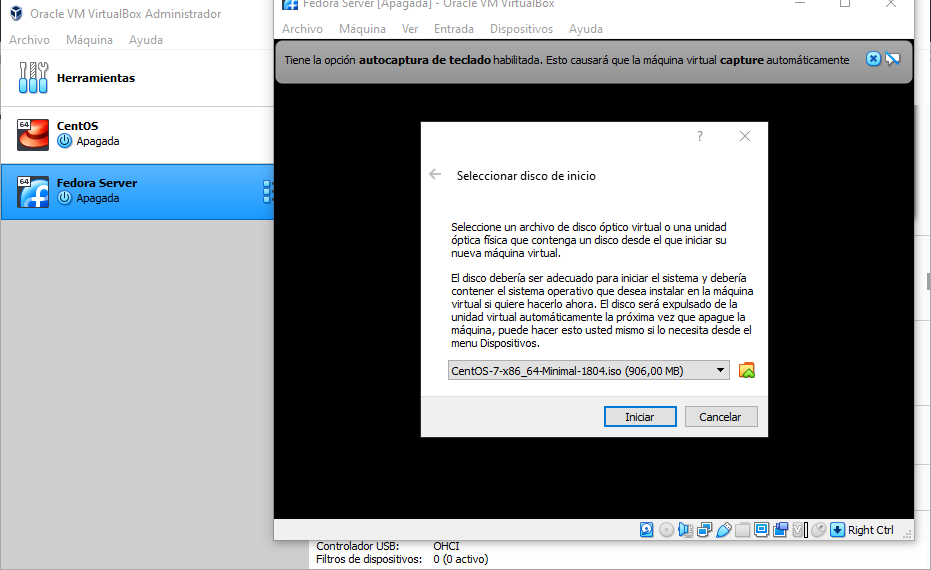 Oracle VM VirtualBox Administrador
Archivo Máquina Ayuda
Herramientas
64
CentOS
Apagada
64
Fedora Server
Apagada
Fedora Server [Apagada] - Oracle VM VirtualBox
Archivo Máquina Ver Entrada Dispositivos Ayuda
Tiene la opción autocaptura de teclado habilitada. Esto causará que la máquina virtual capture automáticamente
?
Seleccionar disco de inicio
Seleccione un archivo de disco óptico virtual o una unidad
óptica física que contenga un disco desde el que iniciar su
nueva máquina virtual.
El disco debería ser adecuado para iniciar el sistema y debería
contener el sistema operativo que desea instalar en la máquina
virtual si quiere hacerlo ahora. El disco será expulsado de la
unidad virtual automáticamente la próxima vez que apague la
máquina, puede hacer esto usted mismo si lo necesita desde el
menu Dispositivos.
CentOS-7-x86_64-Minimal-1804.iso (906,00 MB)
Iniciar Cancelar
Right Ctrl
Controlador USB: OHCI
Filtros de dispositivos: 0 (0 activo)